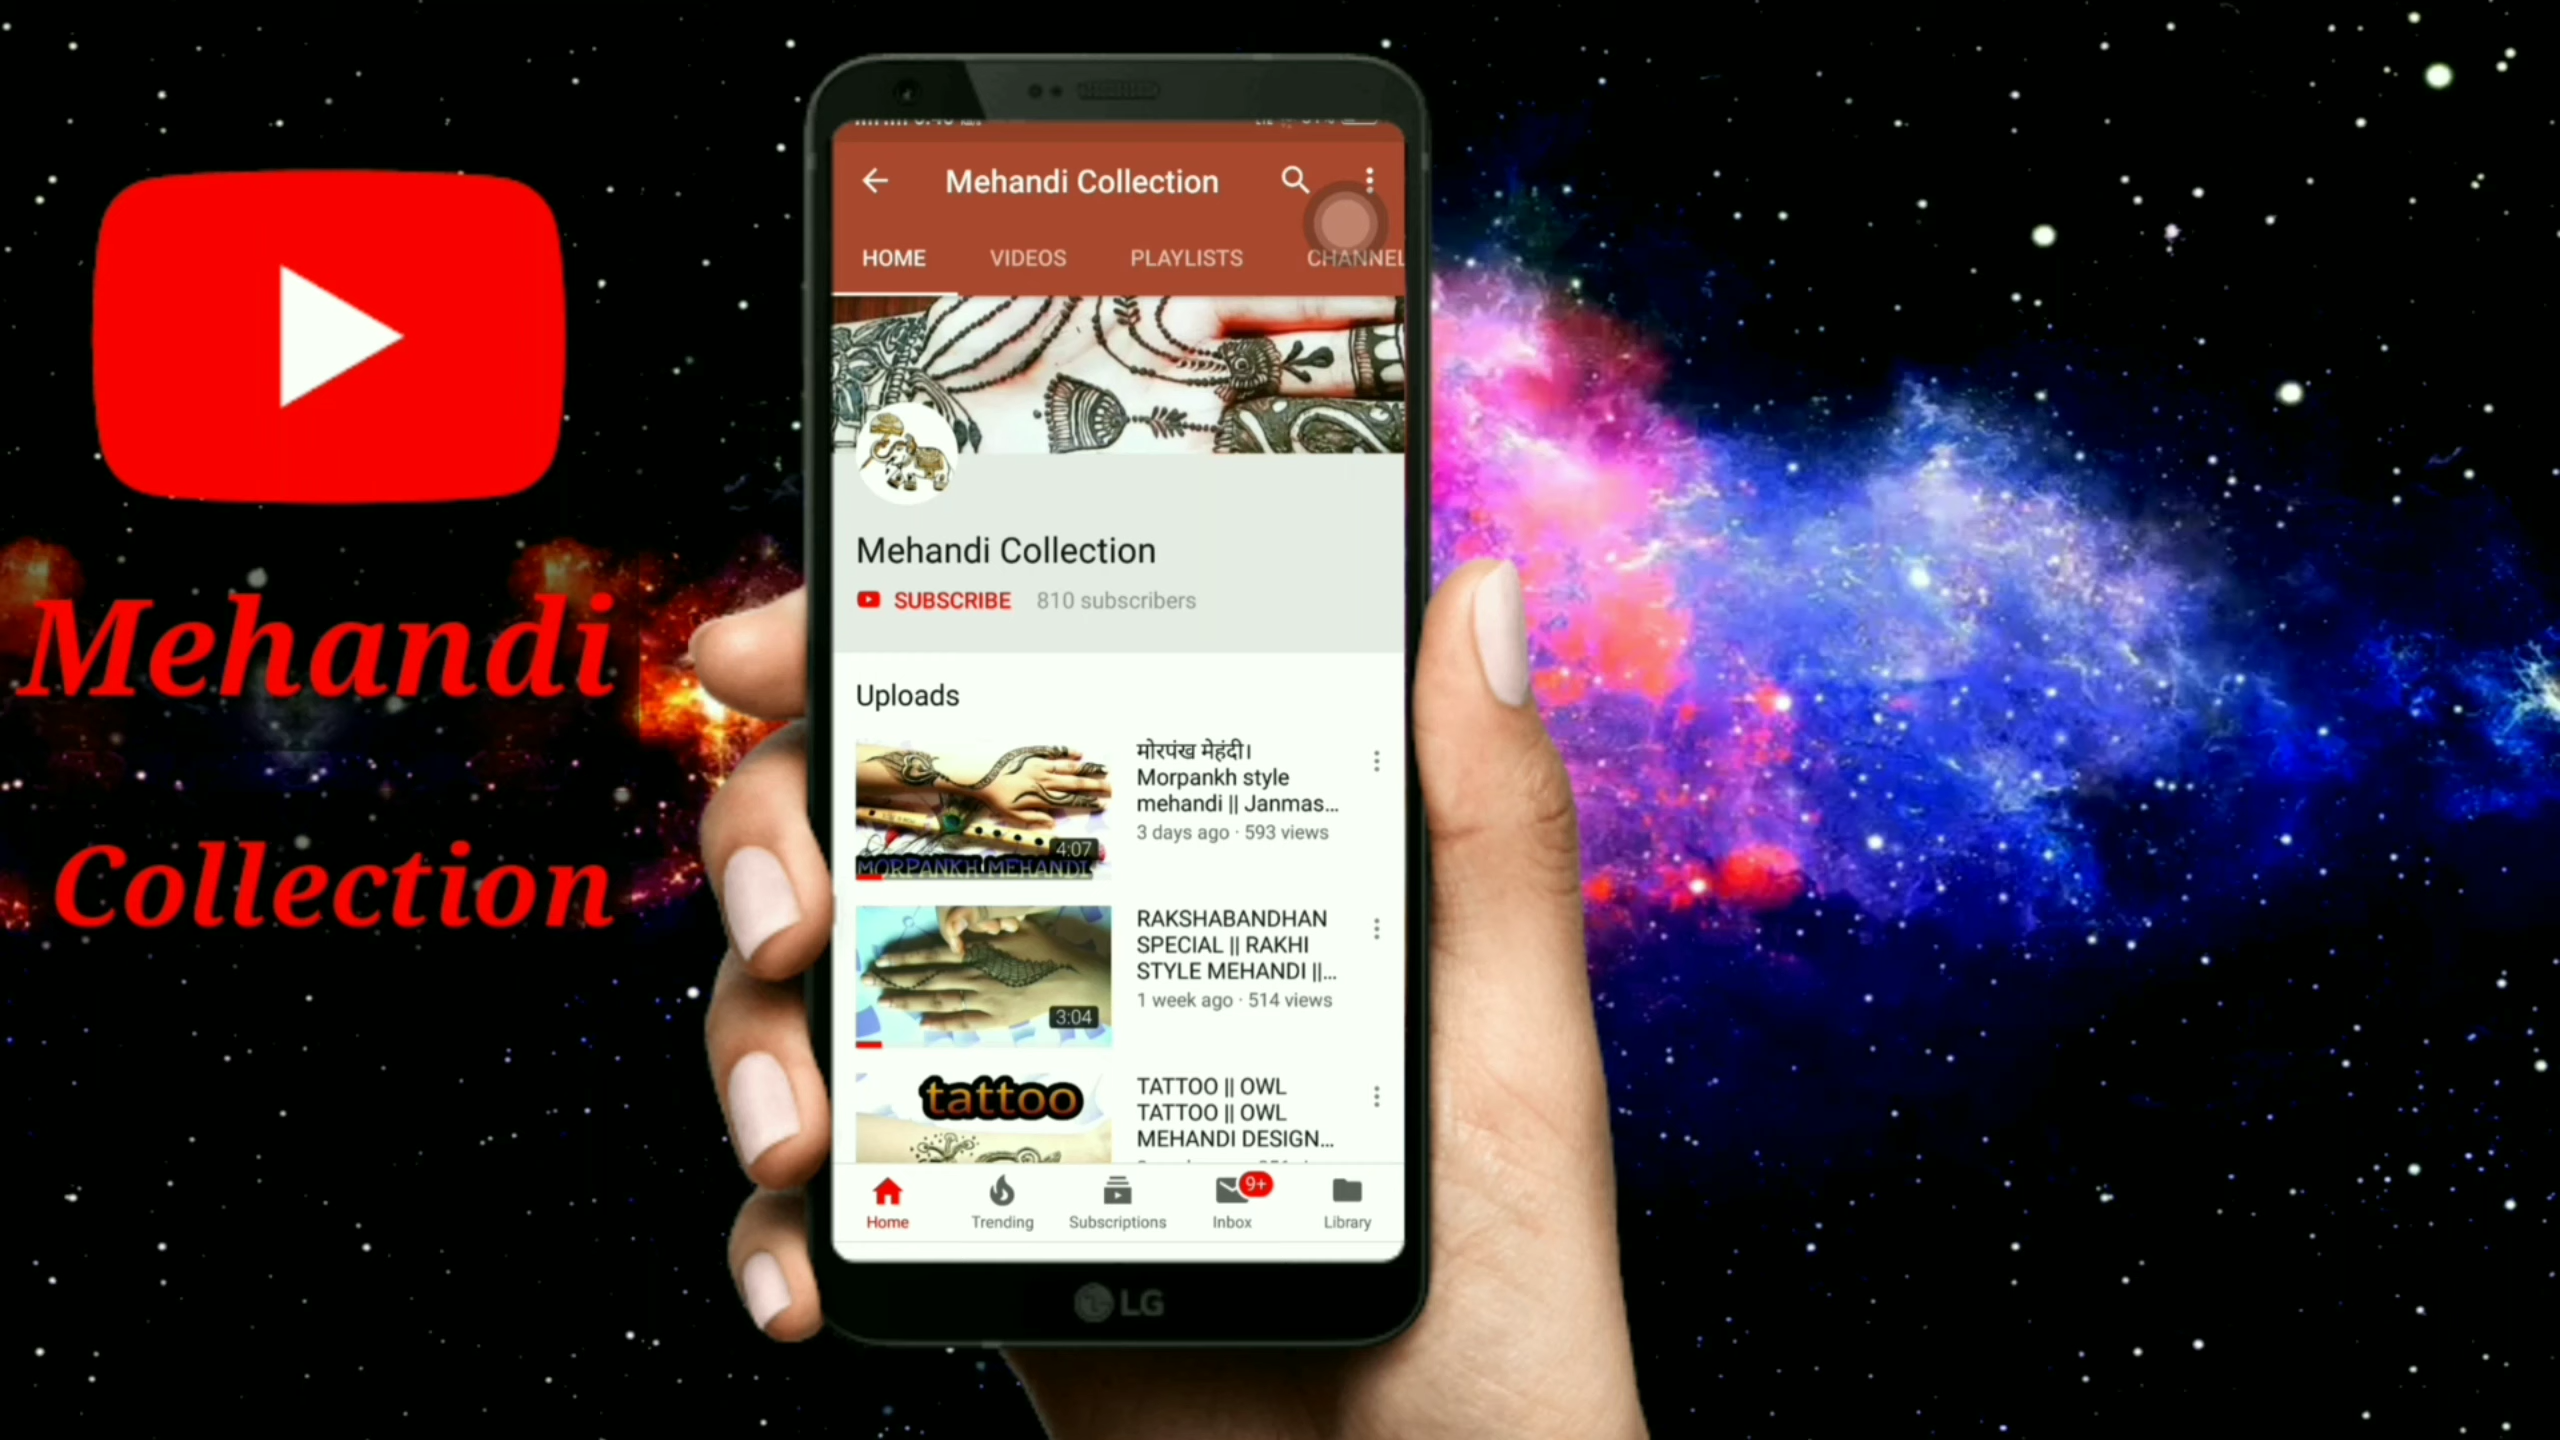 Mehandi Collection
HOME VIDEOS PLAYLISTS CHANNEL
Mehandi Collection
SUBSCRIBE 810 subscribers
Uploads
मोरपंख मेहंदी।
Morpankh style
mehandi || Janmas...
3 days ago · 593 views
4:07
MORPANKH MEHANDI
RAKSHABANDHAN
SPECIAL || RAKHI
STYLE MEHANDI ||...
1 week ago · 514 views
3:04
tattoo
TATTOO || OWL
TATTOO || OWL
MEHANDI DESIGN...
9+
Home Trending Subscriptions Inbox Library
LG
Mehandi
Collection